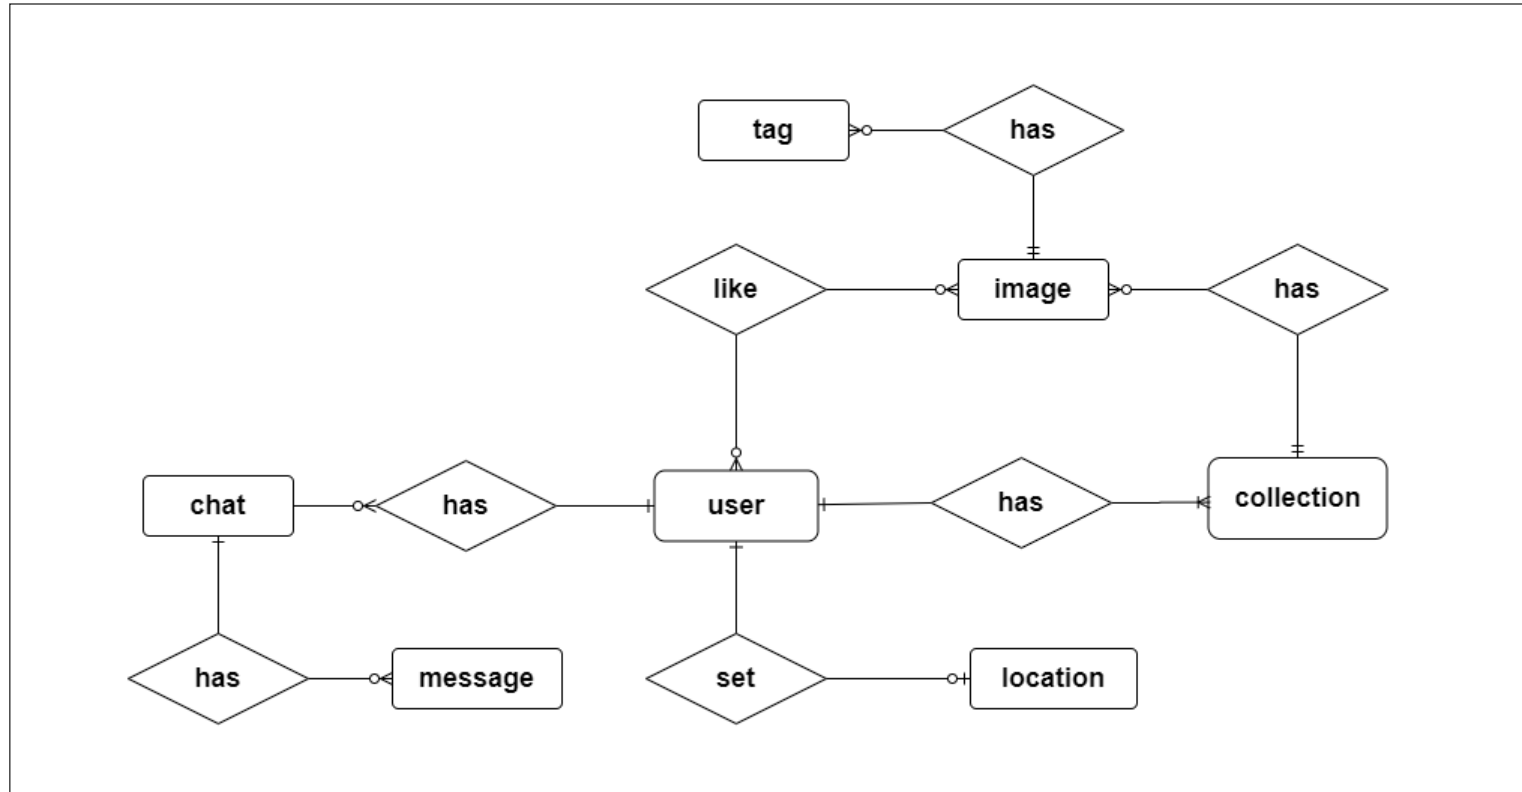 tag
has
like
image
has
chat
has
user
has
collection
has
message
set
location